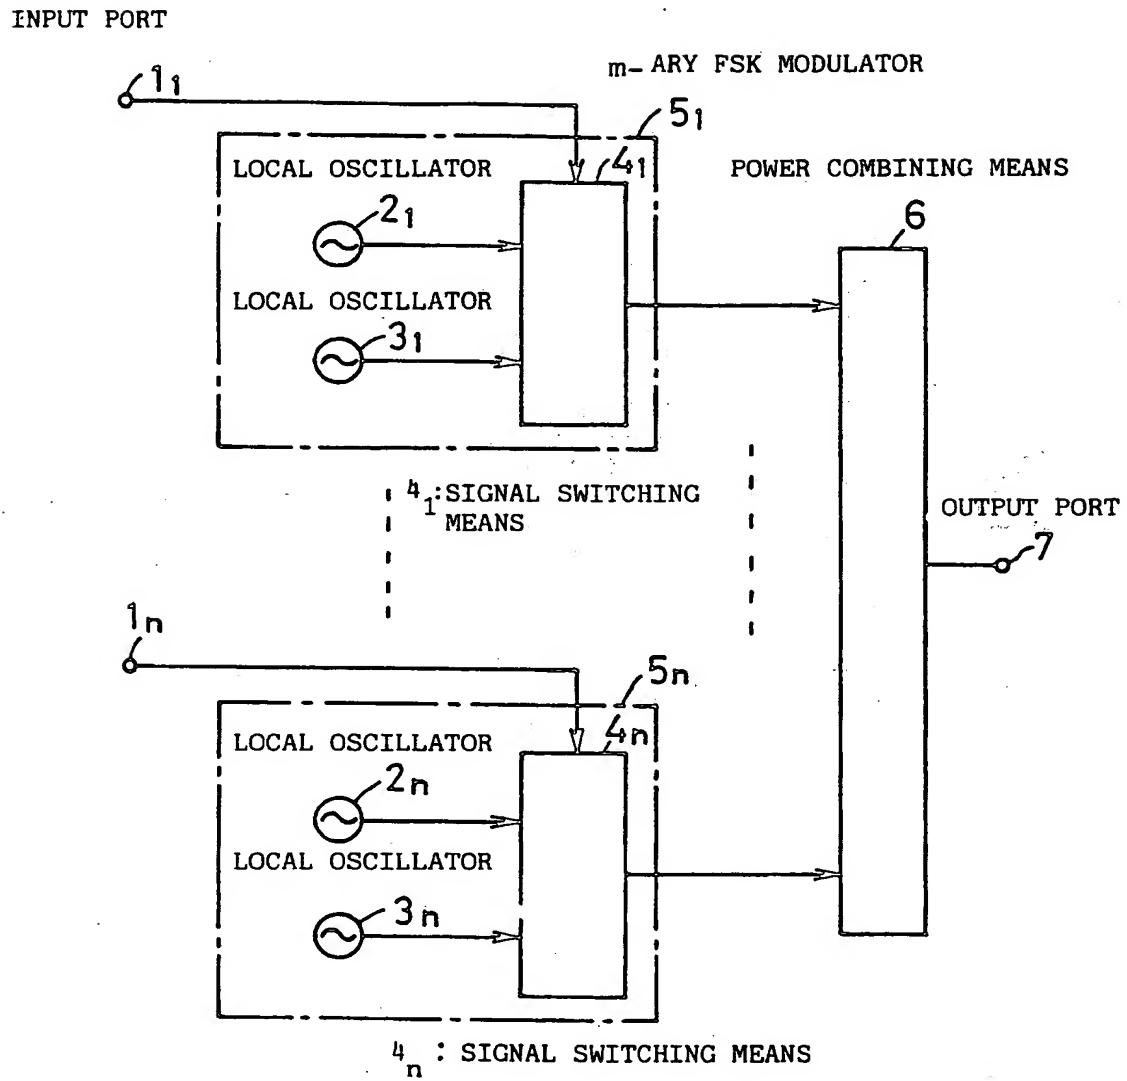 INPUT PORT
m-ARY FSK MODULATOR
1₁
5₁
LOCAL OSCILLATOR
4₁
POWER COMBINING MEANS
2₁
6
LOCAL OSCILLATOR
3₁
4₁: SIGNAL SWITCHING
MEANS
OUTPUT PORT
7
1n
5n
LOCAL OSCILLATOR
4n
2n
LOCAL OSCILLATOR
3n
4n : SIGNAL SWITCHING MEANS